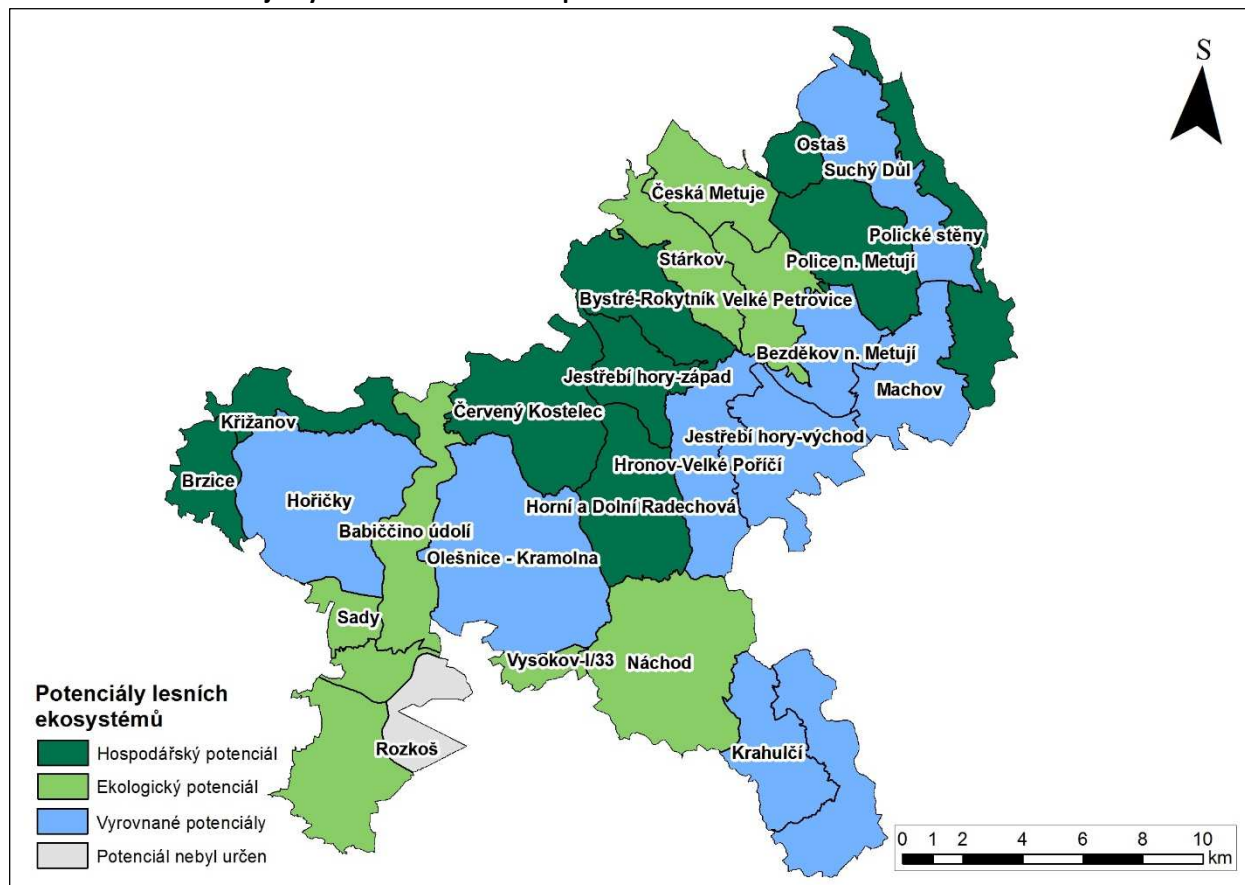 S
Ostaš
Suchý Důl
Česká Metuje
Polické stěny
Stárkov
Police n. Metují
Bystré-Rokytník
Velké Petrovice
Bezděkov n. Metují
Jestřebí hory-západ
Machov
Červený Kostelec
Křižanov
Jestřebí hory-východ
Hronov-Velké Poříčí
Brzice
Hořičky
Horní a Dolní Radechová
Babiččino údolí
Olešnice - Kramolna
Sady
Vysokov-I/33
Náchod
Rozkoš
Krahulčí
Potenciály lesních
ekosystémů
Hospodářský potenciál
Ekologický potenciál
Vyrovnané potenciály
Potenciál nebyl určen
0 1 2 4 6 8 10
km